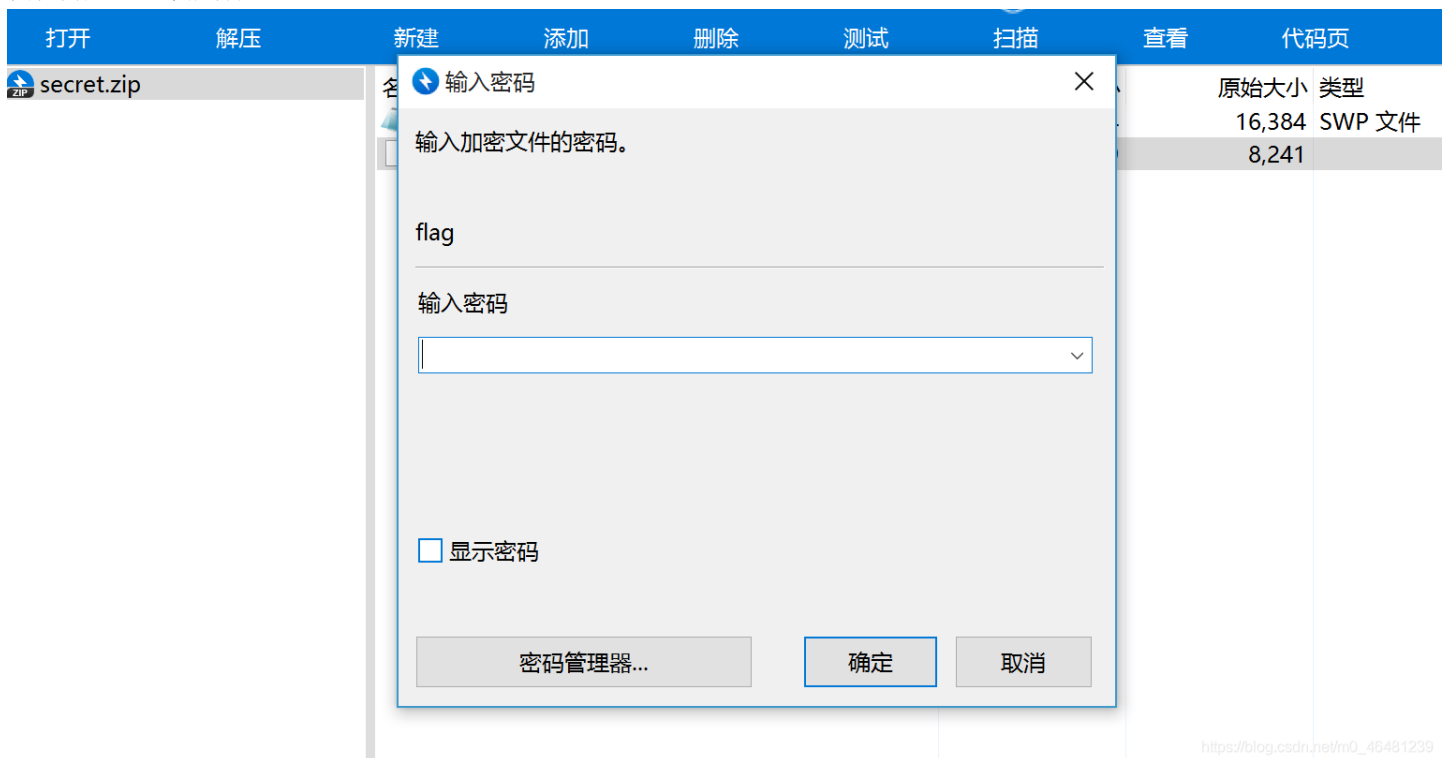 打开 解压 新建 添加 删除 测试 扫描 查看 代码页
secret.zip
输入密码
原始大小 类型
输入加密文件的密码。
16,384 SWP 文件
8,241
flag
输入密码
显示密码
密码管理器... 确定 取消
https://blog.csdn.net/m0_46481239